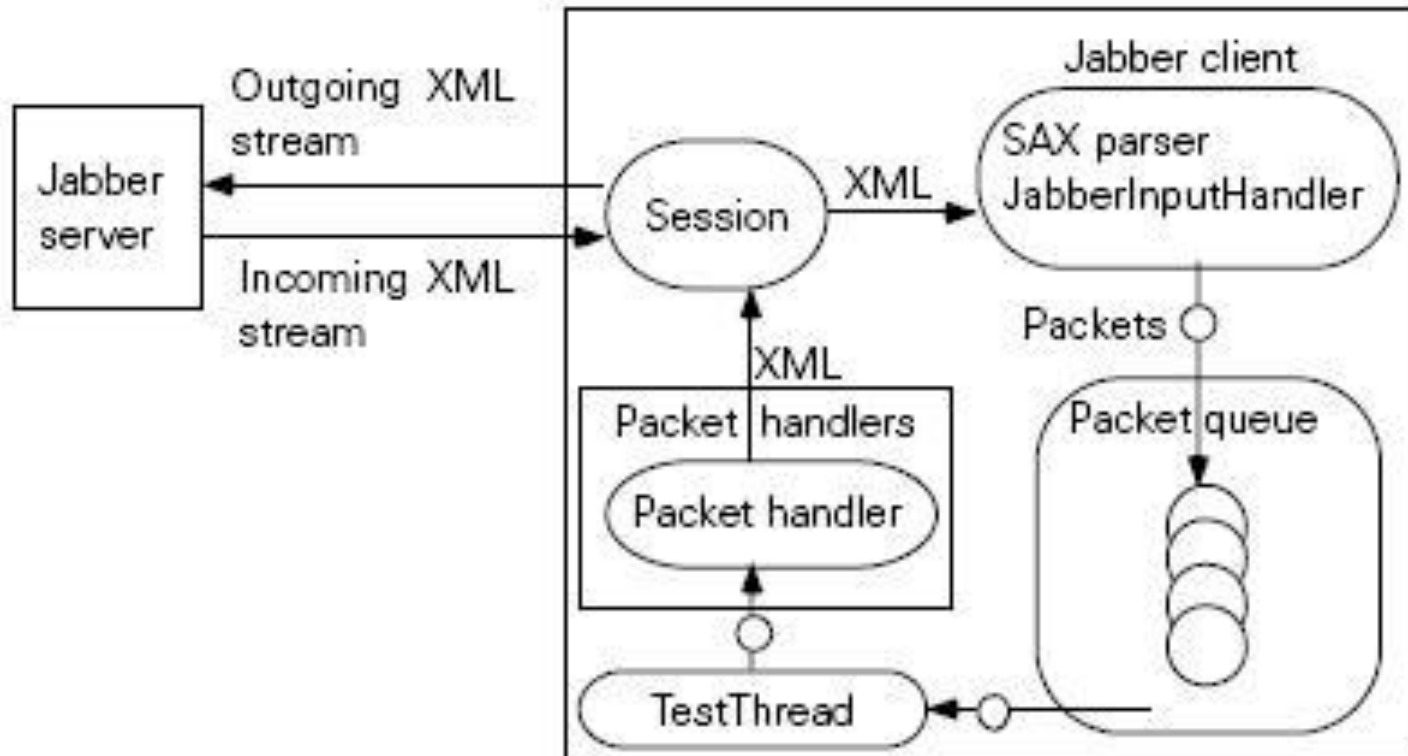 Jabber client
Outgoing XML
stream
Jabber
server
Incoming XML
stream
Session
XML
SAX parser
JabberInputHandler
Packets
XML
Packet handlers
Packet handler
Packet queue
TestThread